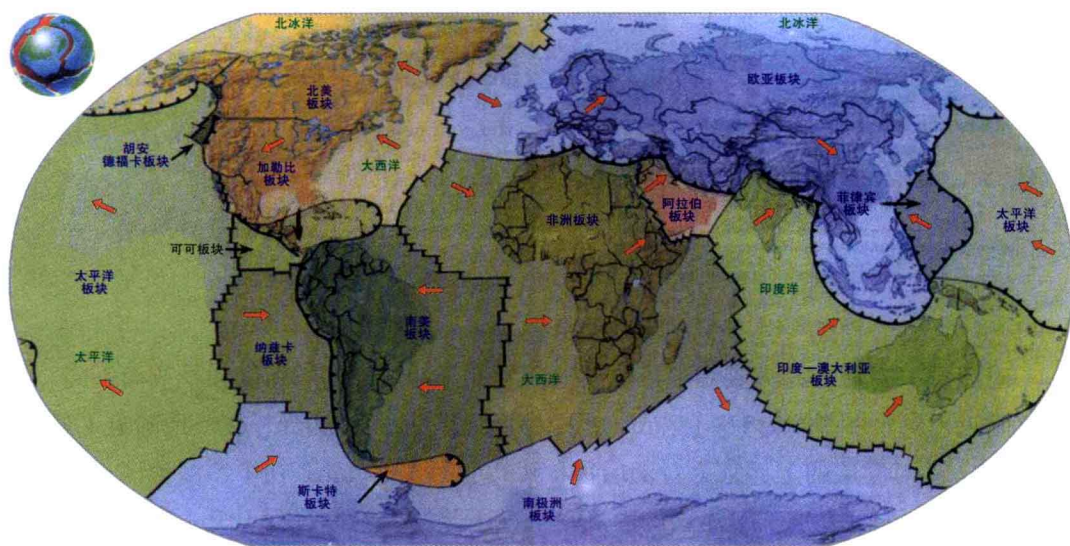 北冰洋
北冰洋
北美
板块
欧亚板块
胡安
德福卡板块
加勒比
板块
大西洋
阿拉伯
板块
菲律宾
板块
太平洋
板块
非洲板块
可可板块
太平洋
板块
南美
板块
印度洋
纳兹卡
板块
太平洋
大西洋
印度—澳大利亚
板块
斯卡特
板块
南极洲
板块